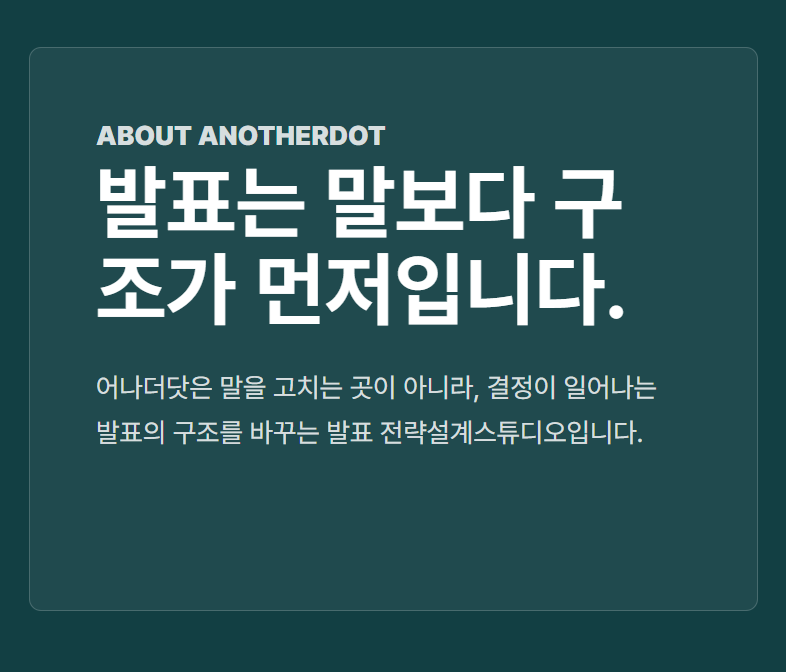 ABOUT ANOTHERDOT
발표는 말보다 구
조가 먼저입니다.
어나더닷은 말을 고치는 곳이 아니라, 결정이 일어나는
발표의 구조를 바꾸는 발표 전략설계스튜디오입니다.